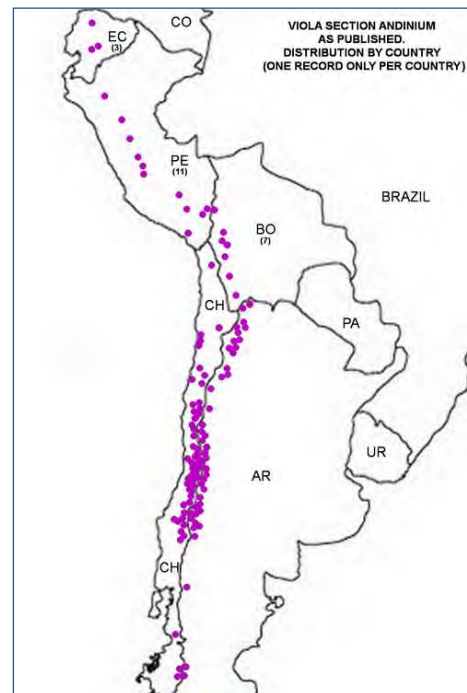 VIOLA SECTION ANDINIUM
AS PUBLISHED.
DISTRIBUTION BY COUNTRY
(ONE RECORD ONLY PER COUNTRY)
CO
EC
(3)
PE
(11)
BRAZIL
BO
(7)
CH
PA
UR
AR
CH